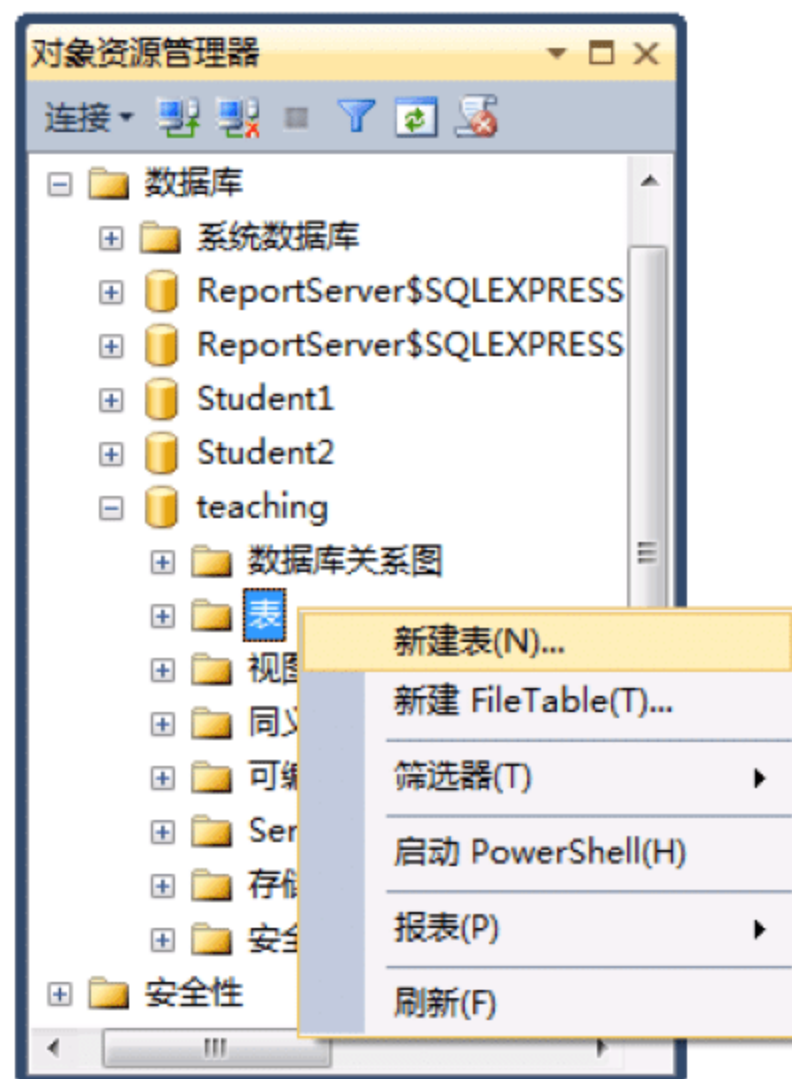 对象资源管理器
连接
数据库
系统数据库
ReportServer$SQLEXPRESS
ReportServer$SQLEXPRESS
Student1
Student2
teaching
数据库关系图
表
新建表(N)...
视图
新建 FileTable(T)...
同义
筛选器(T)
可编
Ser
启动 PowerShell(H)
存储
报表(P)
安全
安全性
刷新(F)